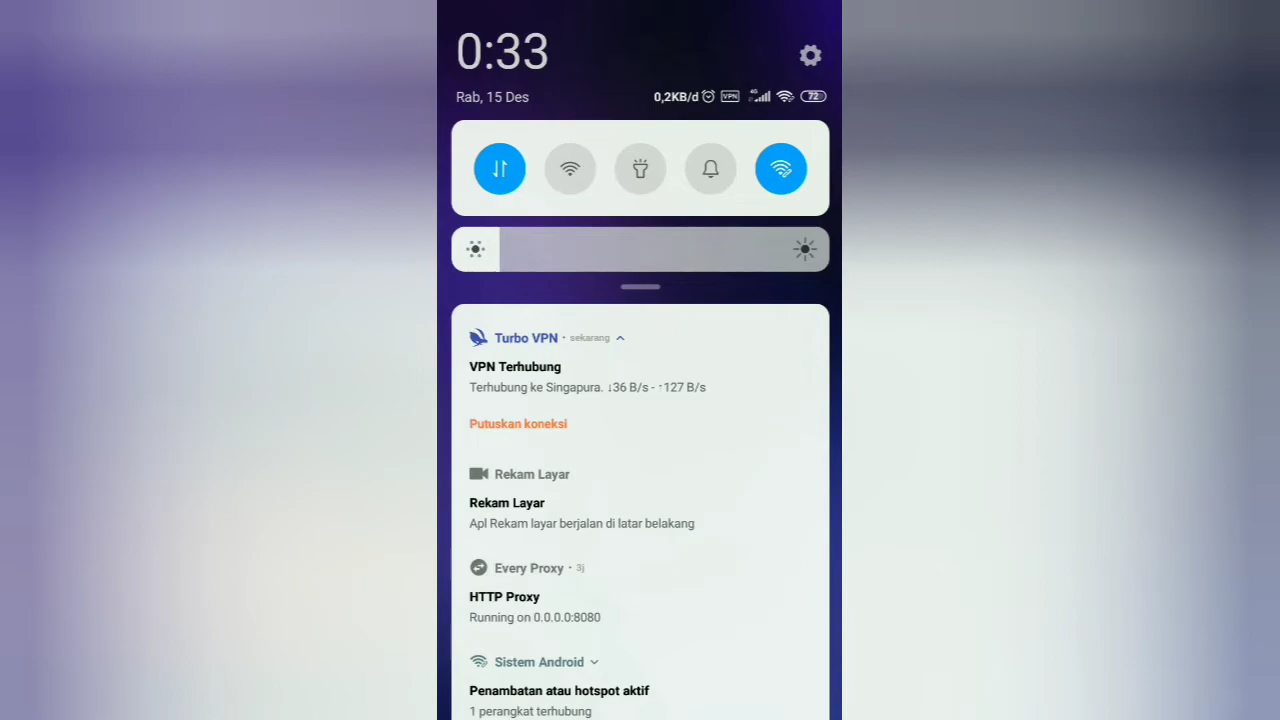 0:33
Rab, 15 Des
0,2KB/d VPN 4G 72
Turbo VPN • sekarang
VPN Terhubung
Terhubung ke Singapura. ↓36 B/s - ↑127 B/s
Putuskan koneksi
Rekam Layar
Rekam Layar
Apl Rekam layar berjalan di latar belakang
Every Proxy • 3j
HTTP Proxy
Running on 0.0.0.0:8080
Sistem Android
Penambatan atau hotspot aktif
1 perangkat terhubung